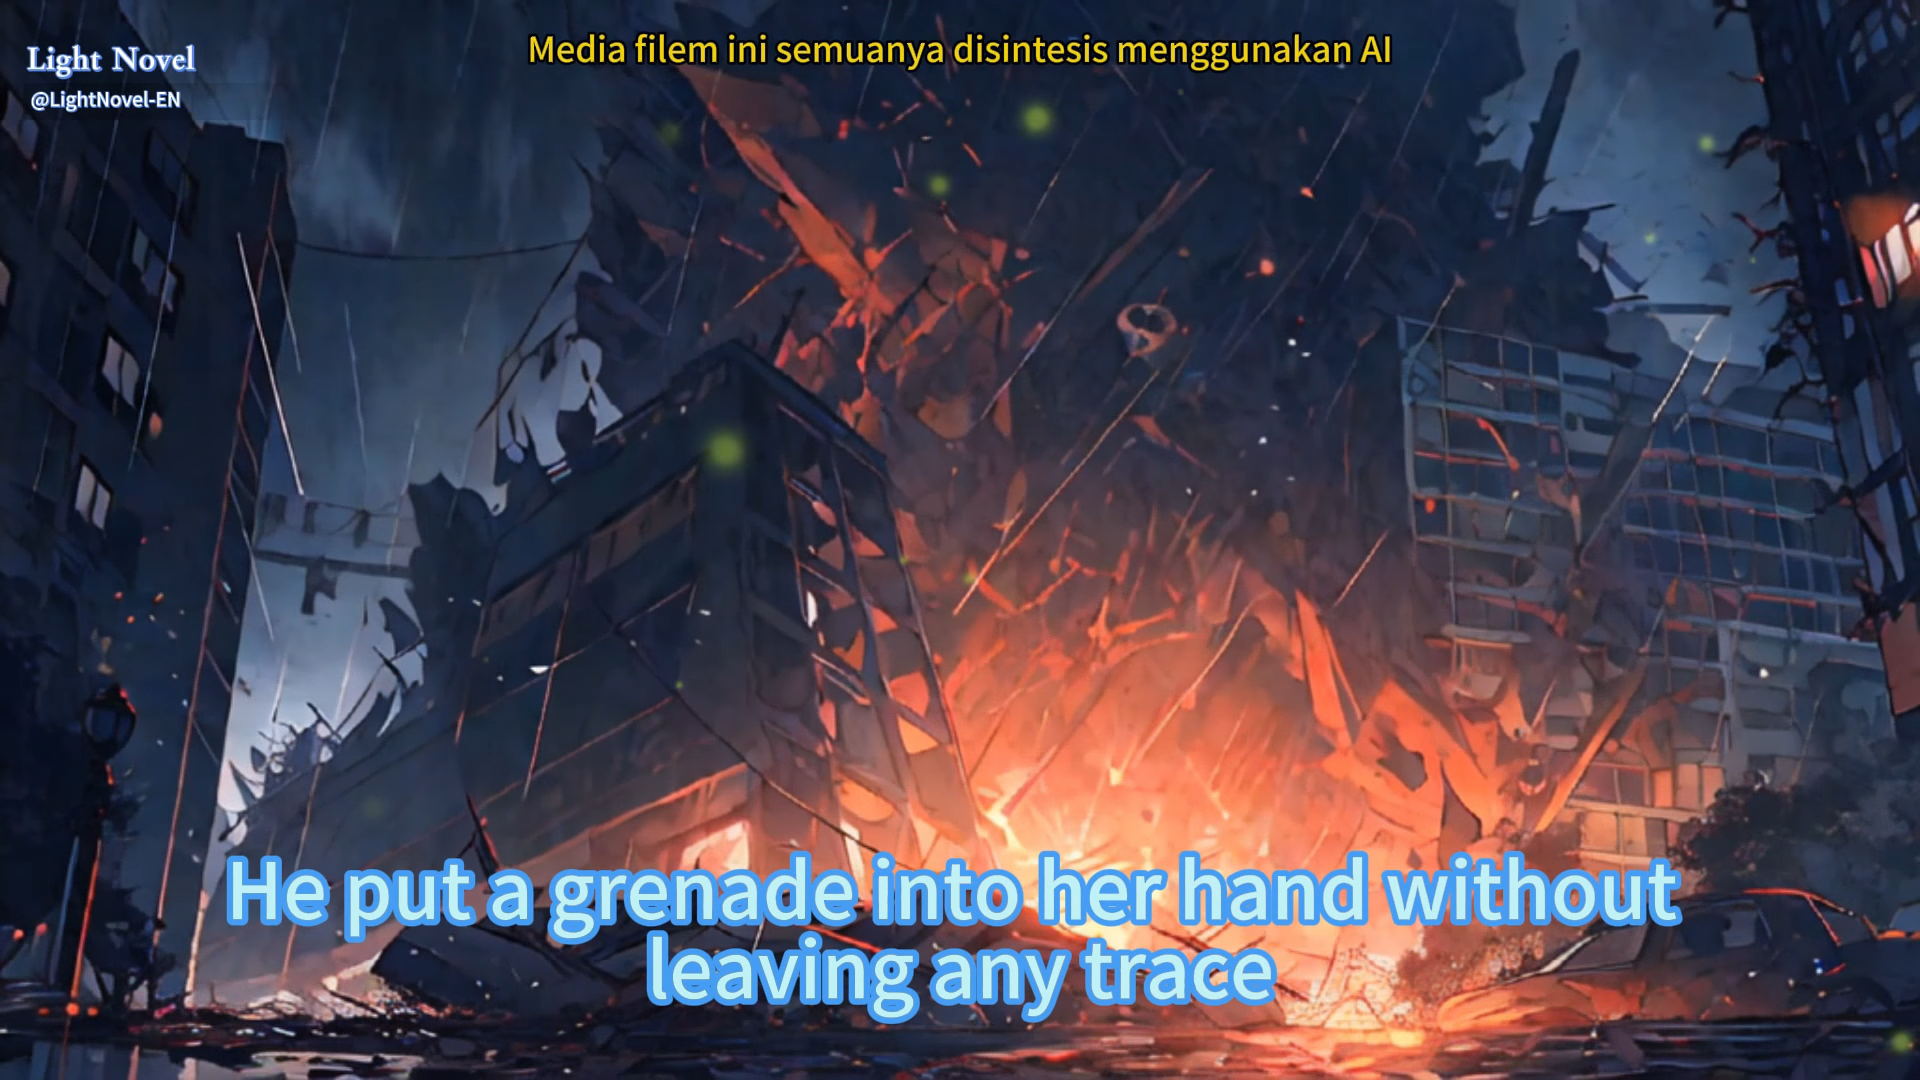 Light Novel
@LightNovel-EN
Media filem ini semuanya disintesis menggunakan AI
He put a grenade into her hand without
leaving any trace